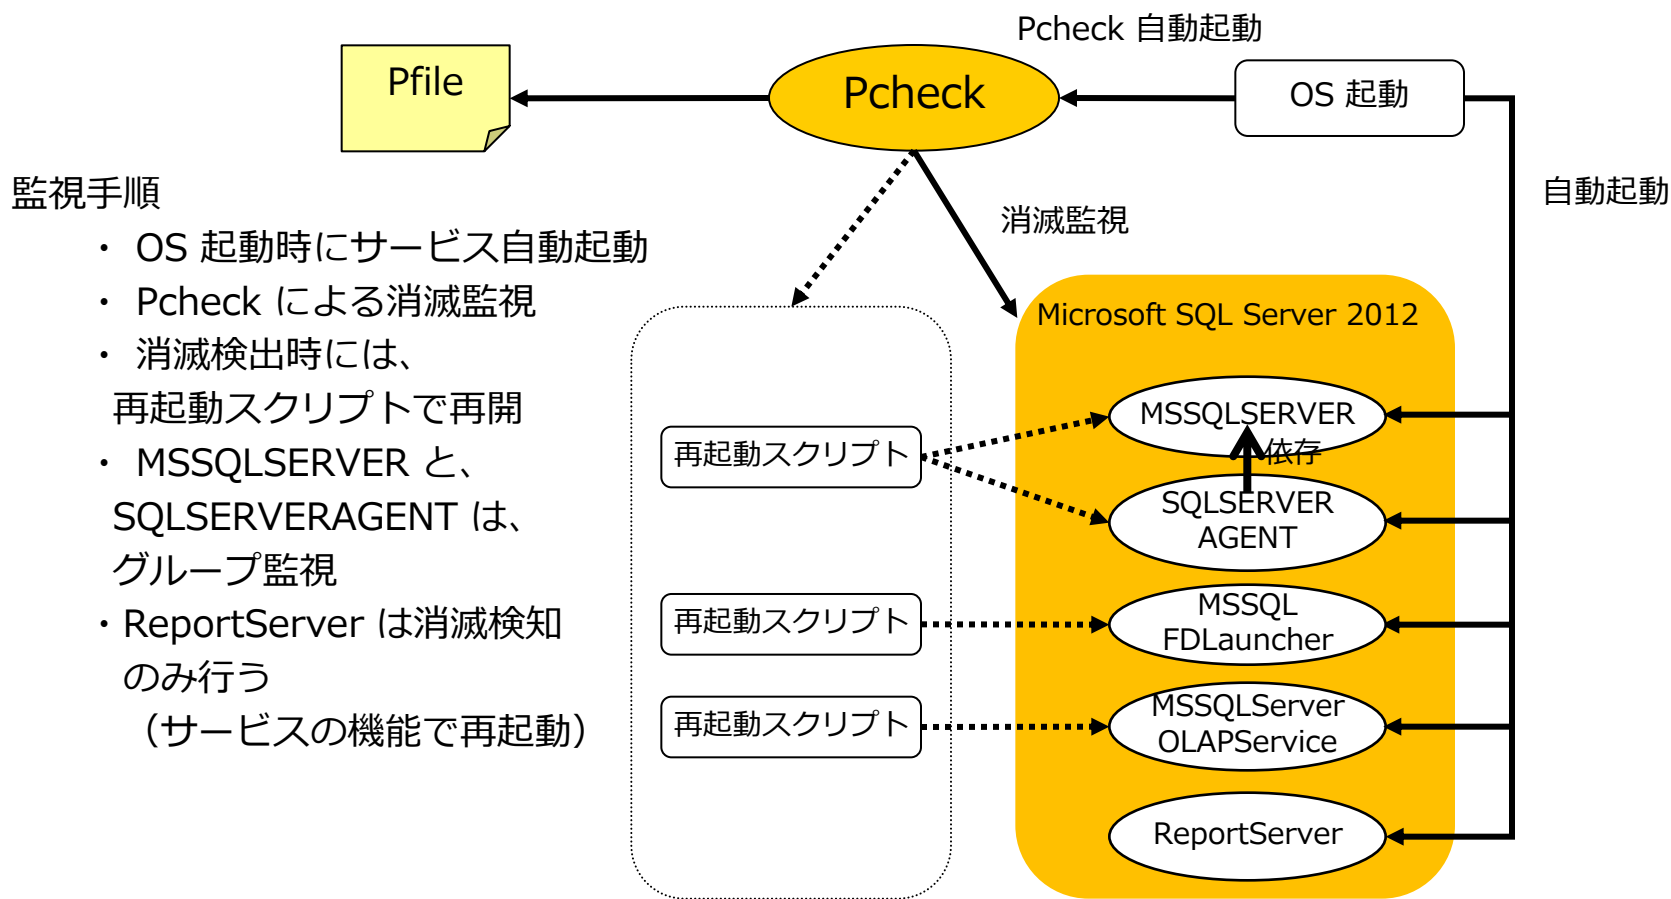 Pcheck 自動起動
Pfile
Pcheck
OS 起動
監視手順
自動起動
消滅監視
・ OS 起動時にサービス自動起動
・ Pcheck による消滅監視
・ 消滅検出時には、
再起動スクリプトで再開
・ MSSQLSERVER と、
SQLSERVERAGENT は、
グループ監視
・ReportServer は消滅検知
のみ行う
（サービスの機能で再起動）
Microsoft SQL Server 2012
再起動スクリプト
MSSQLSERVER
依存
SQLSERVER
AGENT
再起動スクリプト
MSSQL
FDLauncher
再起動スクリプト
MSSQLServer
OLAPService
ReportServer